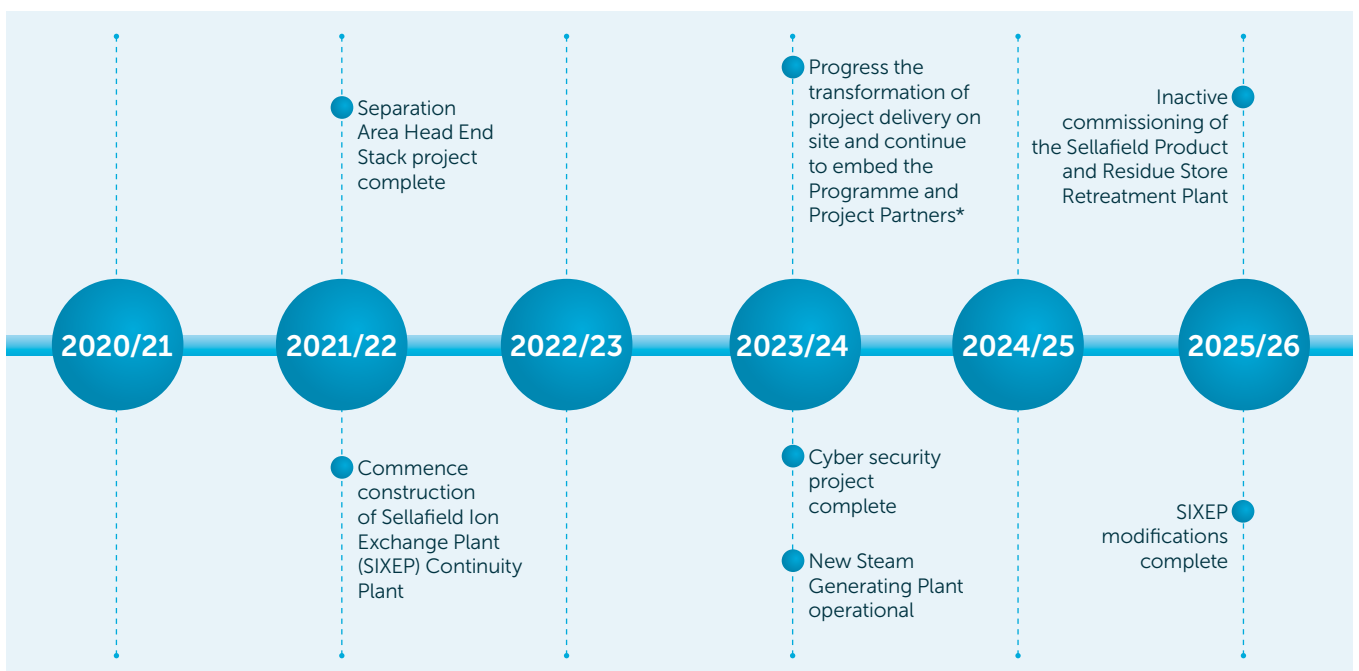 Separation
Area Head End
Stack project
complete
Progress the
transformation of
project delivery on
site and continue
to embed the
Programme and
Project Partners*
Inactive
commissioning of
the Sellafield Product
and Residue Store
Retreatment Plant
2020/21
2021/22
2022/23
2023/24
2024/25
2025/26
Commence
construction
of Sellafield Ion
Exchange Plant
(SIXEP) Continuity
Plant
Cyber security
project
complete
New Steam
Generating Plant
operational
SIXEP
modifications
complete